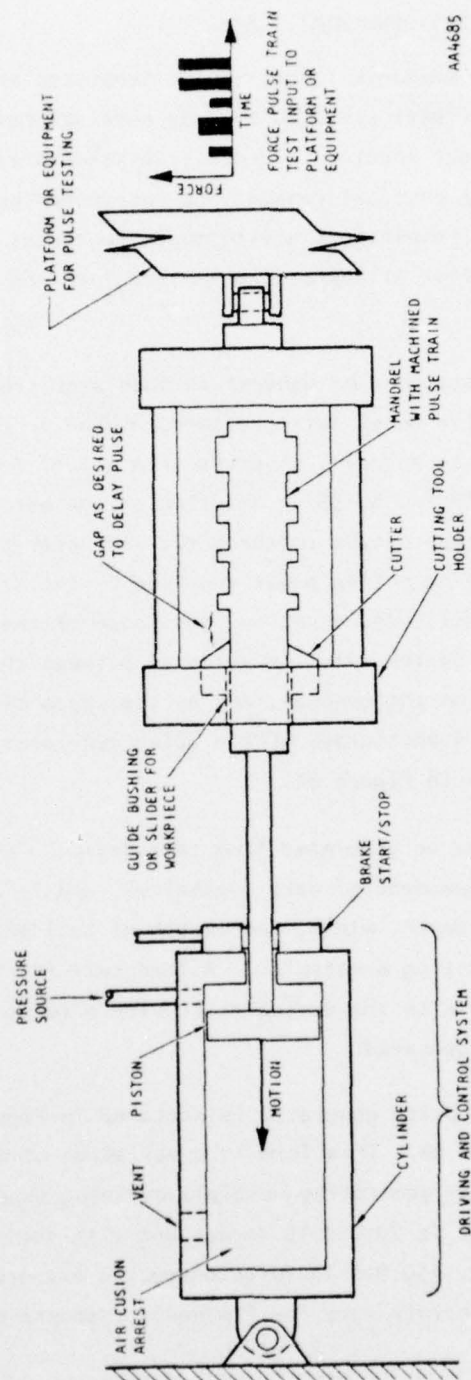 PRESSURE
SOURCE
GUIDE BUSHING
OR SLIDER FOR
WORKPIECE
GAP AS DESIRED
TO DELAY PULSE
PLATFORM OR EQUIPMENT
FOR PULSE TESTING
FORCE
TIME
FORCE PULSE TRAIN
TEST INPUT TO
PLATFORM OR
EQUIPMENT
AIR CUSION
ARREST
VENT
PISTON
MOTION
CYLINDER
BRAKE
START/STOP
CUTTING TOOL
HOLDER
CUTTER
MANDREL
WITH MACHINED
PULSE TRAIN
DRIVING AND CONTROL SYSTEM
AA4685